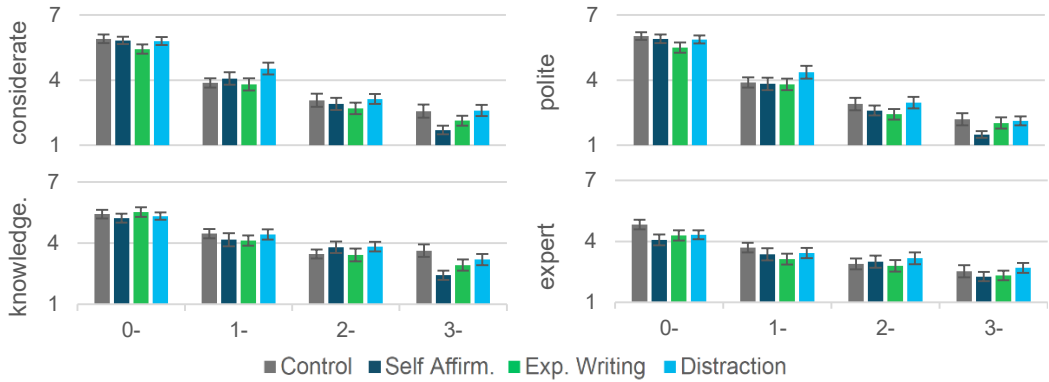 considerate
7
4
1
polite
7
4
1
knowledge.
7
4
1
0- 1- 2- 3-
expert
7
4
1
0- 1- 2- 3-
Control Self Affirm. Exp. Writing Distraction